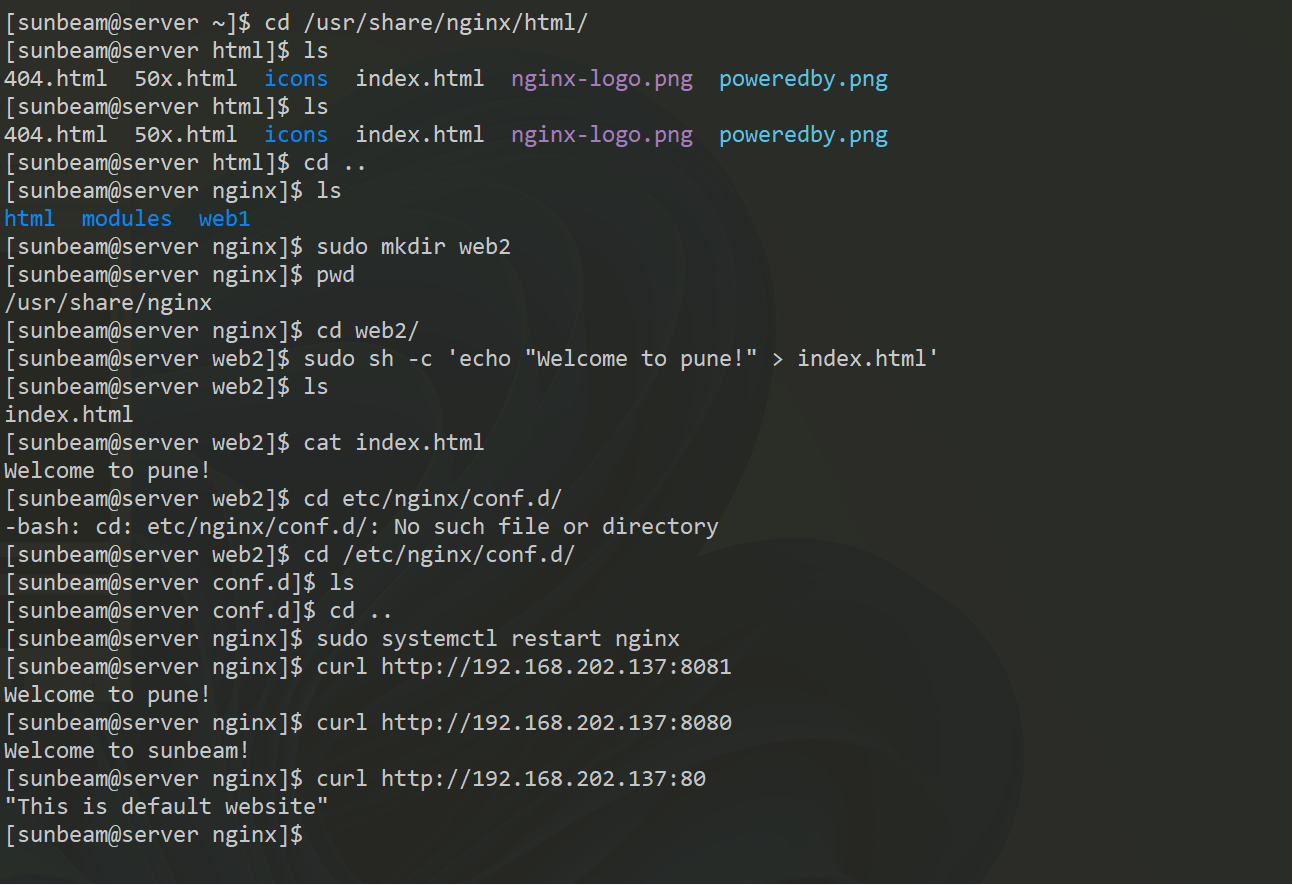 [sunbeam@server ~]$ cd /usr/share/nginx/html/
[sunbeam@server html]$ ls
404.html  50x.html  icons  index.html  nginx-logo.png  poweredby.png
[sunbeam@server html]$ ls
404.html  50x.html  icons  index.html  nginx-logo.png  poweredby.png
[sunbeam@server html]$ cd ..
[sunbeam@server nginx]$ ls
html  modules  web1
[sunbeam@server nginx]$ sudo mkdir web2
[sunbeam@server nginx]$ pwd
/usr/share/nginx
[sunbeam@server nginx]$ cd web2/
[sunbeam@server web2]$ sudo sh -c 'echo "Welcome to pune!" > index.html'
[sunbeam@server web2]$ ls
index.html
[sunbeam@server web2]$ cat index.html
Welcome to pune!
[sunbeam@server web2]$ cd etc/nginx/conf.d/
-bash: cd: etc/nginx/conf.d/: No such file or directory
[sunbeam@server web2]$ cd /etc/nginx/conf.d/
[sunbeam@server conf.d]$ ls
[sunbeam@server conf.d]$ cd ..
[sunbeam@server nginx]$ sudo systemctl restart nginx
[sunbeam@server nginx]$ curl http://192.168.202.137:8081
Welcome to pune!
[sunbeam@server nginx]$ curl http://192.168.202.137:8080
Welcome to sunbeam!
[sunbeam@server nginx]$ curl http://192.168.202.137:80
"This is default website"
[sunbeam@server nginx]$